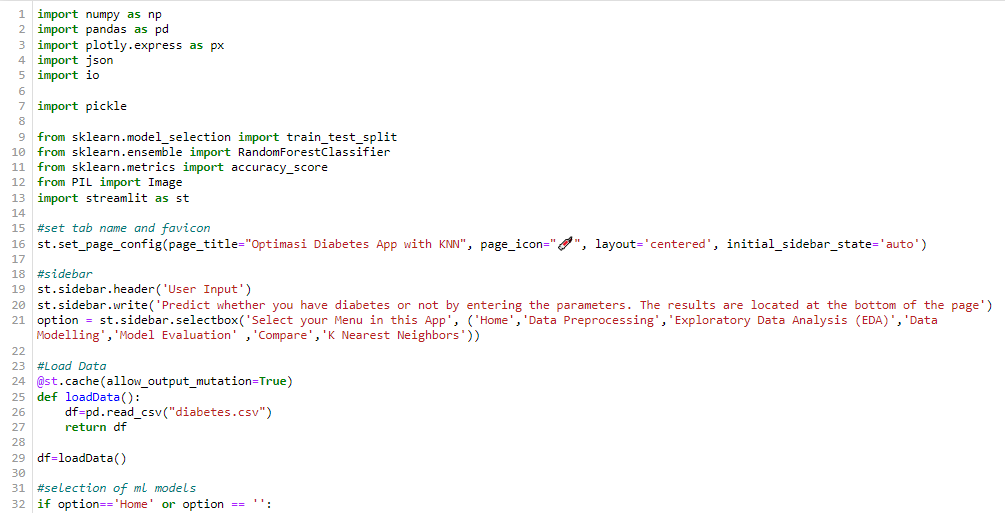 1 import numpy as np
2 import pandas as pd
3 import plotly.express as px
4 import json
5 import io
6
7 import pickle
8
9 from sklearn.model_selection import train_test_split
10 from sklearn.ensemble import RandomForestClassifier
11 from sklearn.metrics import accuracy_score
12 from PIL import Image
13 import streamlit as st
14
15 #set tab name and favicon
16 st.set_page_config(page_title="Optimasi Diabetes App with KNN", page_icon="💉", layout='centered', initial_sidebar_state='auto')
17
18 #sidebar
19 st.sidebar.header('User Input')
20 st.sidebar.write('Predict whether you have diabetes or not by entering the parameters. The results are located at the bottom of the page')
21 option = st.sidebar.selectbox('Select your Menu in this App', ('Home','Data Preprocessing','Exploratory Data Analysis (EDA)','Data
Modelling','Model Evaluation' ,'Compare','K Nearest Neighbors'))
22
23 #Load Data
24 @st.cache(allow_output_mutation=True)
25 def loadData():
26     df=pd.read_csv("diabetes.csv")
27     return df
28
29 df=loadData()
30
31 #selection of ml models
32 if option=='Home' or option == '':